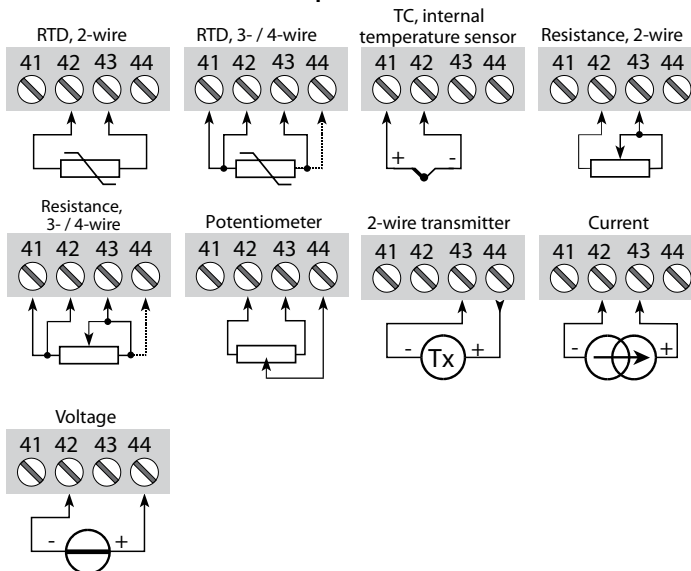 RTD, 2-wire
41 42 43 44
RTD, 3- / 4-wire
41 42 43 44
TC, internal
temperature sensor
41 42 43 44
+ -
Resistance, 2-wire
41 42 43 44
Resistance,
3- / 4-wire
41 42 43 44
Potentiometer
41 42 43 44
2-wire transmitter
41 42 43 44
- Tx +
Current
41 42 43 44
- +
Voltage
41 42 43 44
- +